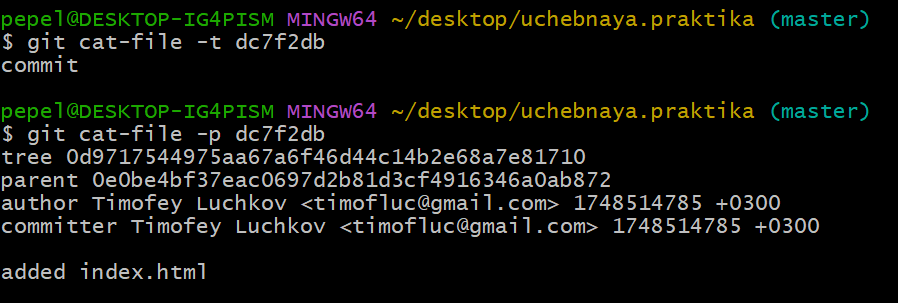 pepel@DESKTOP-IG4PISM MINGW64 ~/desktop/uchebnaya.praktika (master)
$ git cat-file -t dc7f2db
commit
pepel@DESKTOP-IG4PISM MINGW64 ~/desktop/uchebnaya.praktika (master)
$ git cat-file -p dc7f2db
tree 0d9717544975aa67a6f46d44c14b2e68a7e81710
parent 0e0be4bf37eac0697d2b81d3cf4916346a0ab872
author Timofey Luchkov <timofluc@gmail.com> 1748514785 +0300
committer Timofey Luchkov <timofluc@gmail.com> 1748514785 +0300
added index.html